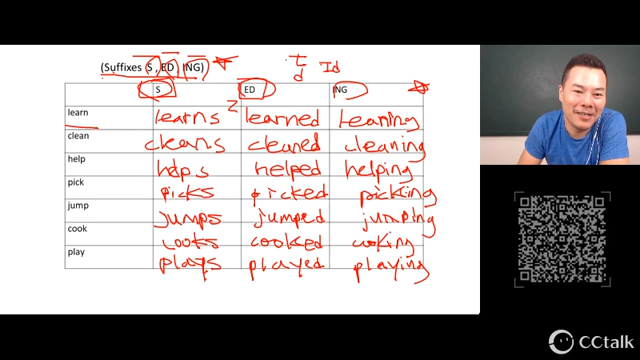 (Suffixes S, ED ING)
t
d Id
S ED ING
Z
learn learns learned Leaning
clean cleans cleaned cleaning
help helps helped helping
pick picks picked picking
jump jumps jumped jumping
cook cooks cooked cooking
play plays played playing
CCtalk